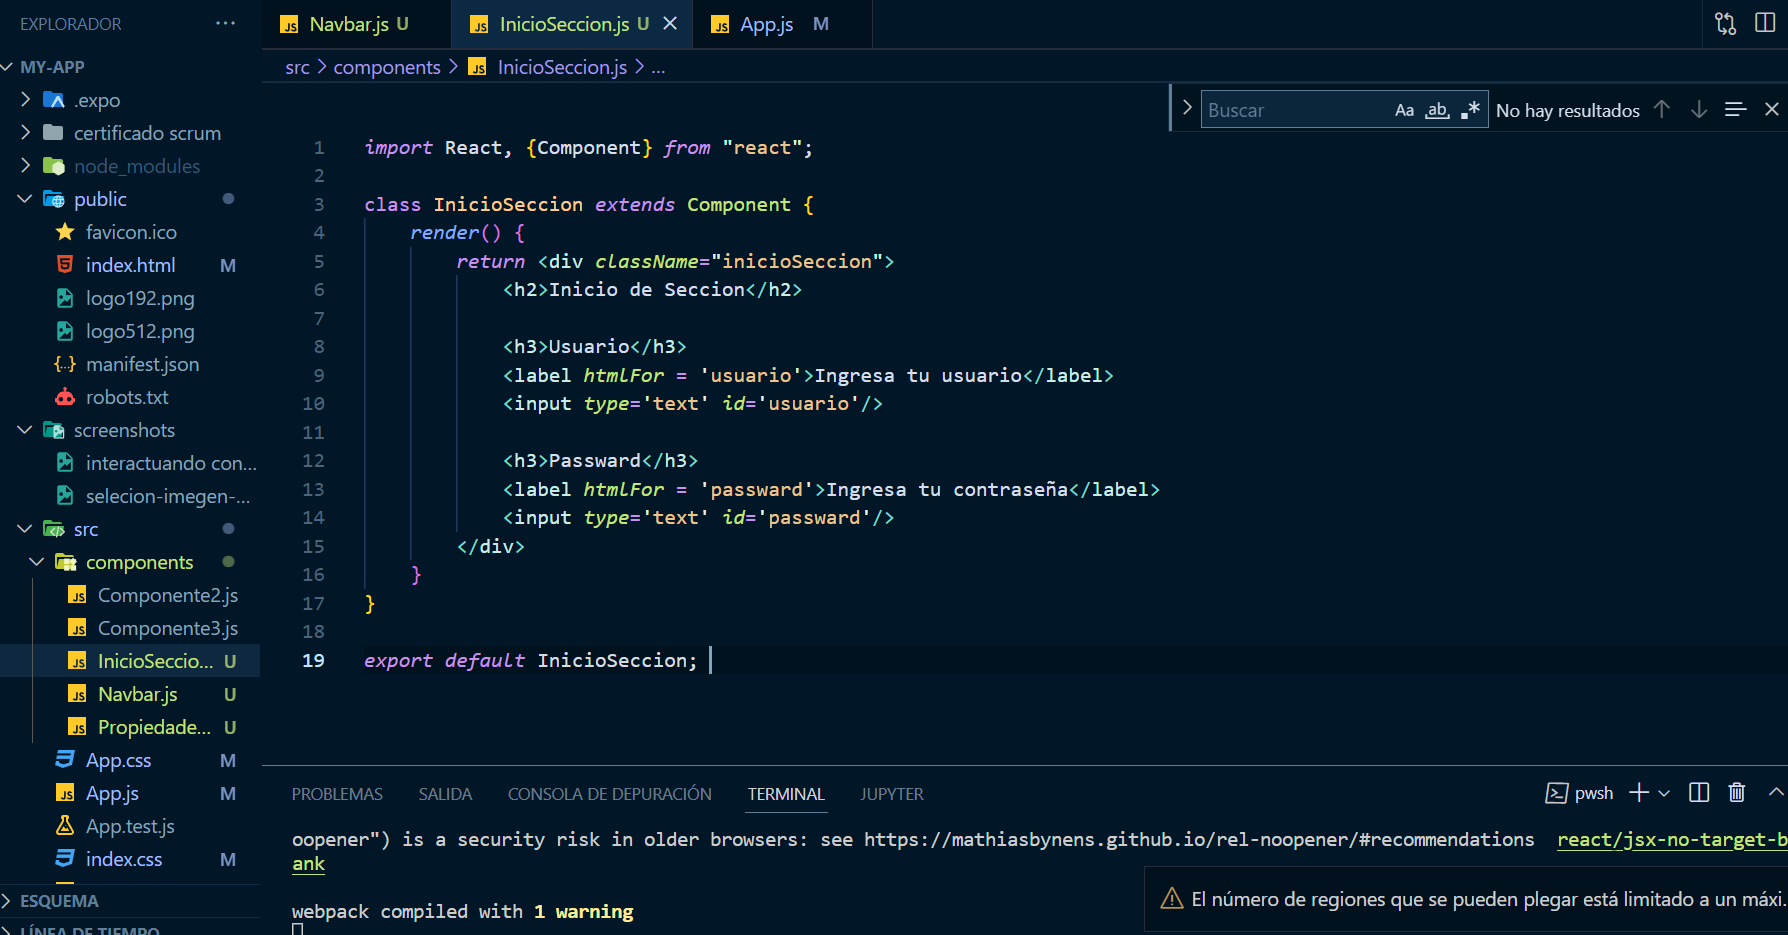 EXPLORADOR
MY-APP
.expo
certificado scrum
node_modules
public
favicon.ico
index.html M
logo192.png
logo512.png
manifest.json
robots.txt
screenshots
interactuando con...
selecion-imegen-...
src
components
Componente2.js
Componente3.js
InicioSeccio... U
Navbar.js U
Propiedade... U
App.css M
App.js M
App.test.js
index.css M
ESQUEMA
LÍNEA DE TIEMPO
Navbar.js U
InicioSeccion.js U
App.js M
src > components > InicioSeccion.js > ...
Buscar Aa ab .* No hay resultados
1 import React, {Component} from "react";
2
3 class InicioSeccion extends Component {
4 render() {
5 return <div className="inicioSeccion">
6 <h2>Inicio de Seccion</h2>
7
8 <h3>Usuario</h3>
9 <label htmlFor = 'usuario'>Ingresa tu usuario</label>
10 <input type='text' id='usuario'/>
11
12 <h3>Passward</h3>
13 <label htmlFor = 'passward'>Ingresa tu contraseña</label>
14 <input type='text' id='passward'/>
15 </div>
16 }
17 }
18
19 export default InicioSeccion;
PROBLEMAS SALIDA CONSOLA DE DEPURACIÓN TERMINAL JUPYTER
pwsh
oopener") is a security risk in older browsers: see https://mathiasbynens.github.io/rel-noopener/#recommendations react/jsx-no-target-b
ank
webpack compiled with 1 warning
El número de regiones que se pueden plegar está limitado a un máxi...